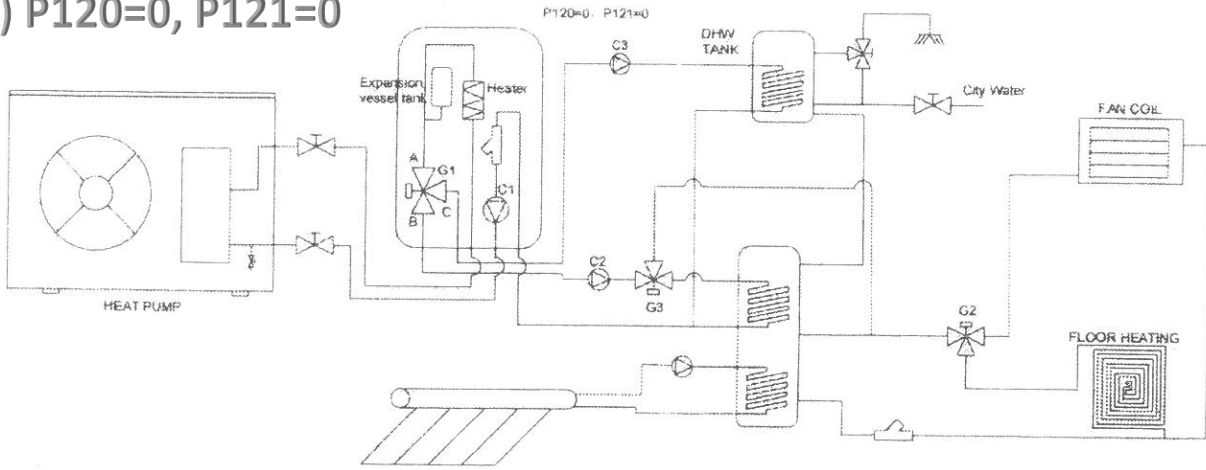 ) P120=0, P121=0
P120=0, P121=0
C3
DHW
TANK
Expansion
vessel tank
Heater
City Water
FAN COIL
A
G1
C1
C
B
C2
G3
G2
HEAT PUMP
FLOOR HEATING